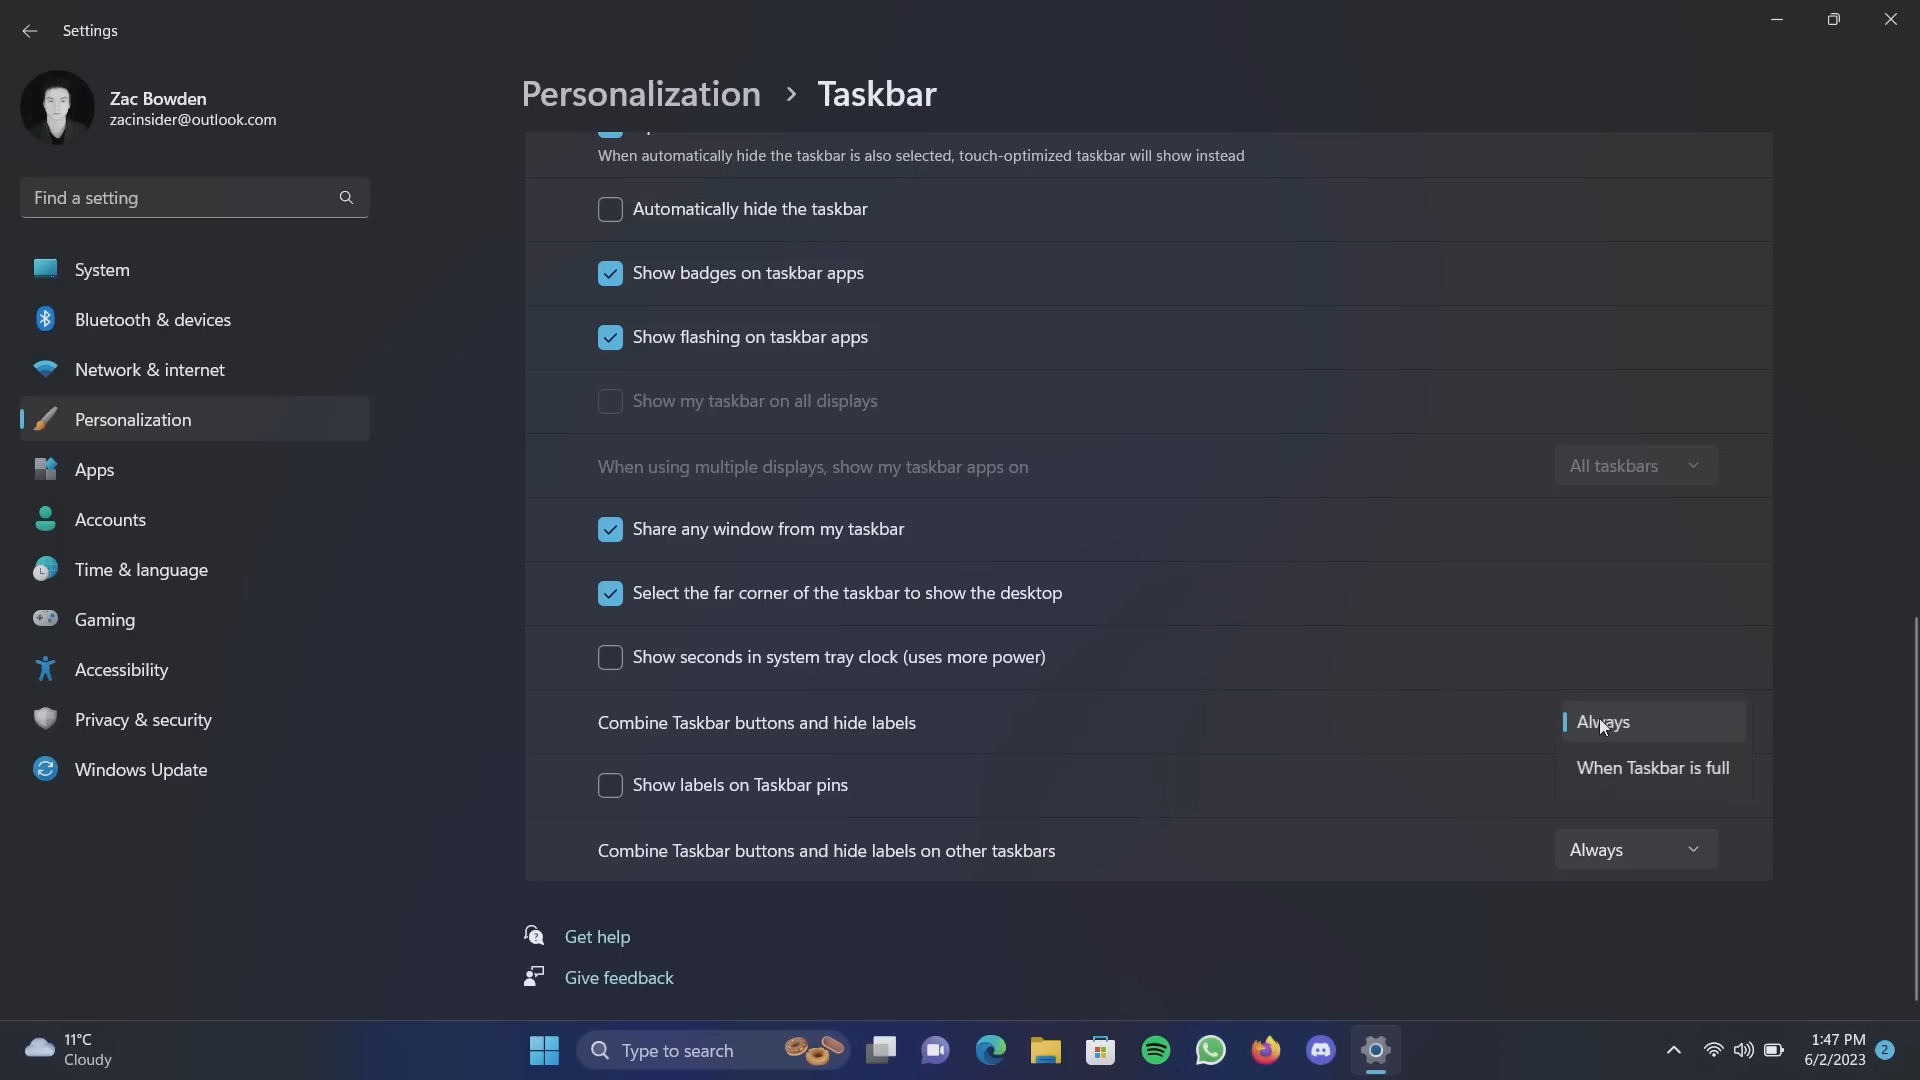 Settings
Zac Bowden
zacinsider@outlook.com
Find a setting
System
Bluetooth & devices
Network & internet
Personalization
Apps
Accounts
Time & language
Gaming
Accessibility
Privacy & security
Windows Update
Personalization > Taskbar
When automatically hide the taskbar is also selected, touch-optimized taskbar will show instead
Automatically hide the taskbar
Show badges on taskbar apps
Show flashing on taskbar apps
Show my taskbar on all displays
When using multiple displays, show my taskbar apps on All taskbars
Share any window from my taskbar
Select the far corner of the taskbar to show the desktop
Show seconds in system tray clock (uses more power)
Combine Taskbar buttons and hide labels Always
When Taskbar is full
Show labels on Taskbar pins
Combine Taskbar buttons and hide labels on other taskbars Always
Get help
Give feedback
11°C
Cloudy
Type to search
1:47 PM
6/2/2023 2